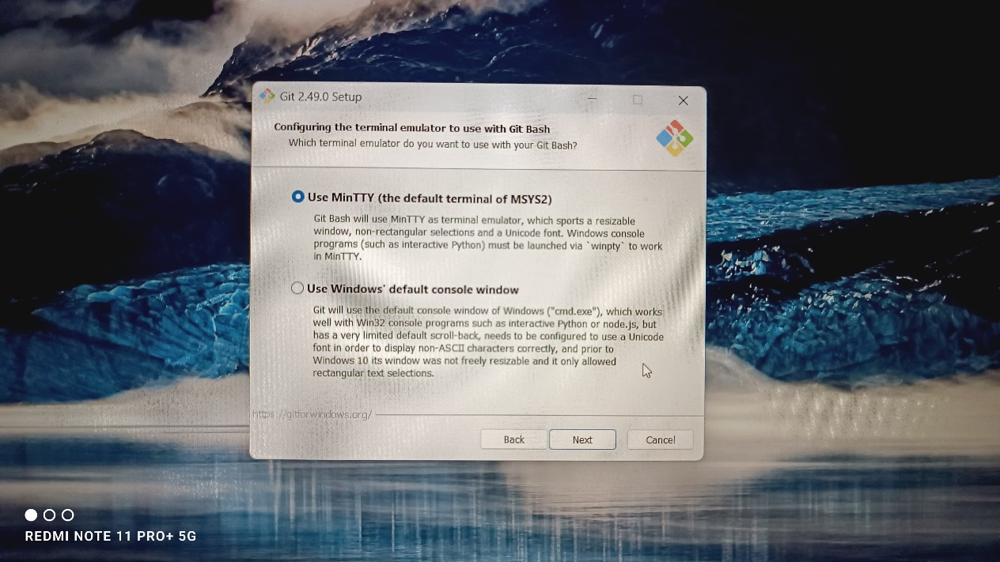 Git 2.49.0 Setup
Configuring the terminal emulator to use with Git Bash
Which terminal emulator do you want to use with your Git Bash?
Use MinTTY (the default terminal of MSYS2)
Git Bash will use MinTTY as terminal emulator, which sports a resizable
window, non-rectangular selections and a Unicode font. Windows console
programs (such as interactive Python) must be launched via `winpty` to work
in MinTTY.
Use Windows' default console window
Git will use the default console window of Windows ("cmd.exe"), which works
well with Win32 console programs such as interactive Python or node.js, but
has a very limited default scroll-back, needs to be configured to use a Unicode
font in order to display non-ASCII characters correctly, and prior to
Windows 10 its window was not freely resizable and it only allowed
rectangular text selections.
https://gitforwindows.org/
Back Next Cancel
REDMI NOTE 11 PRO+ 5G